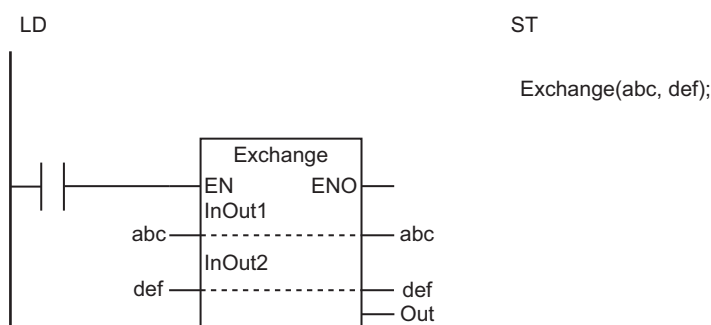 LD
ST
Exchange(abc, def);
Exchange
EN ENO
InOut1
abc abc
InOut2
def def
Out